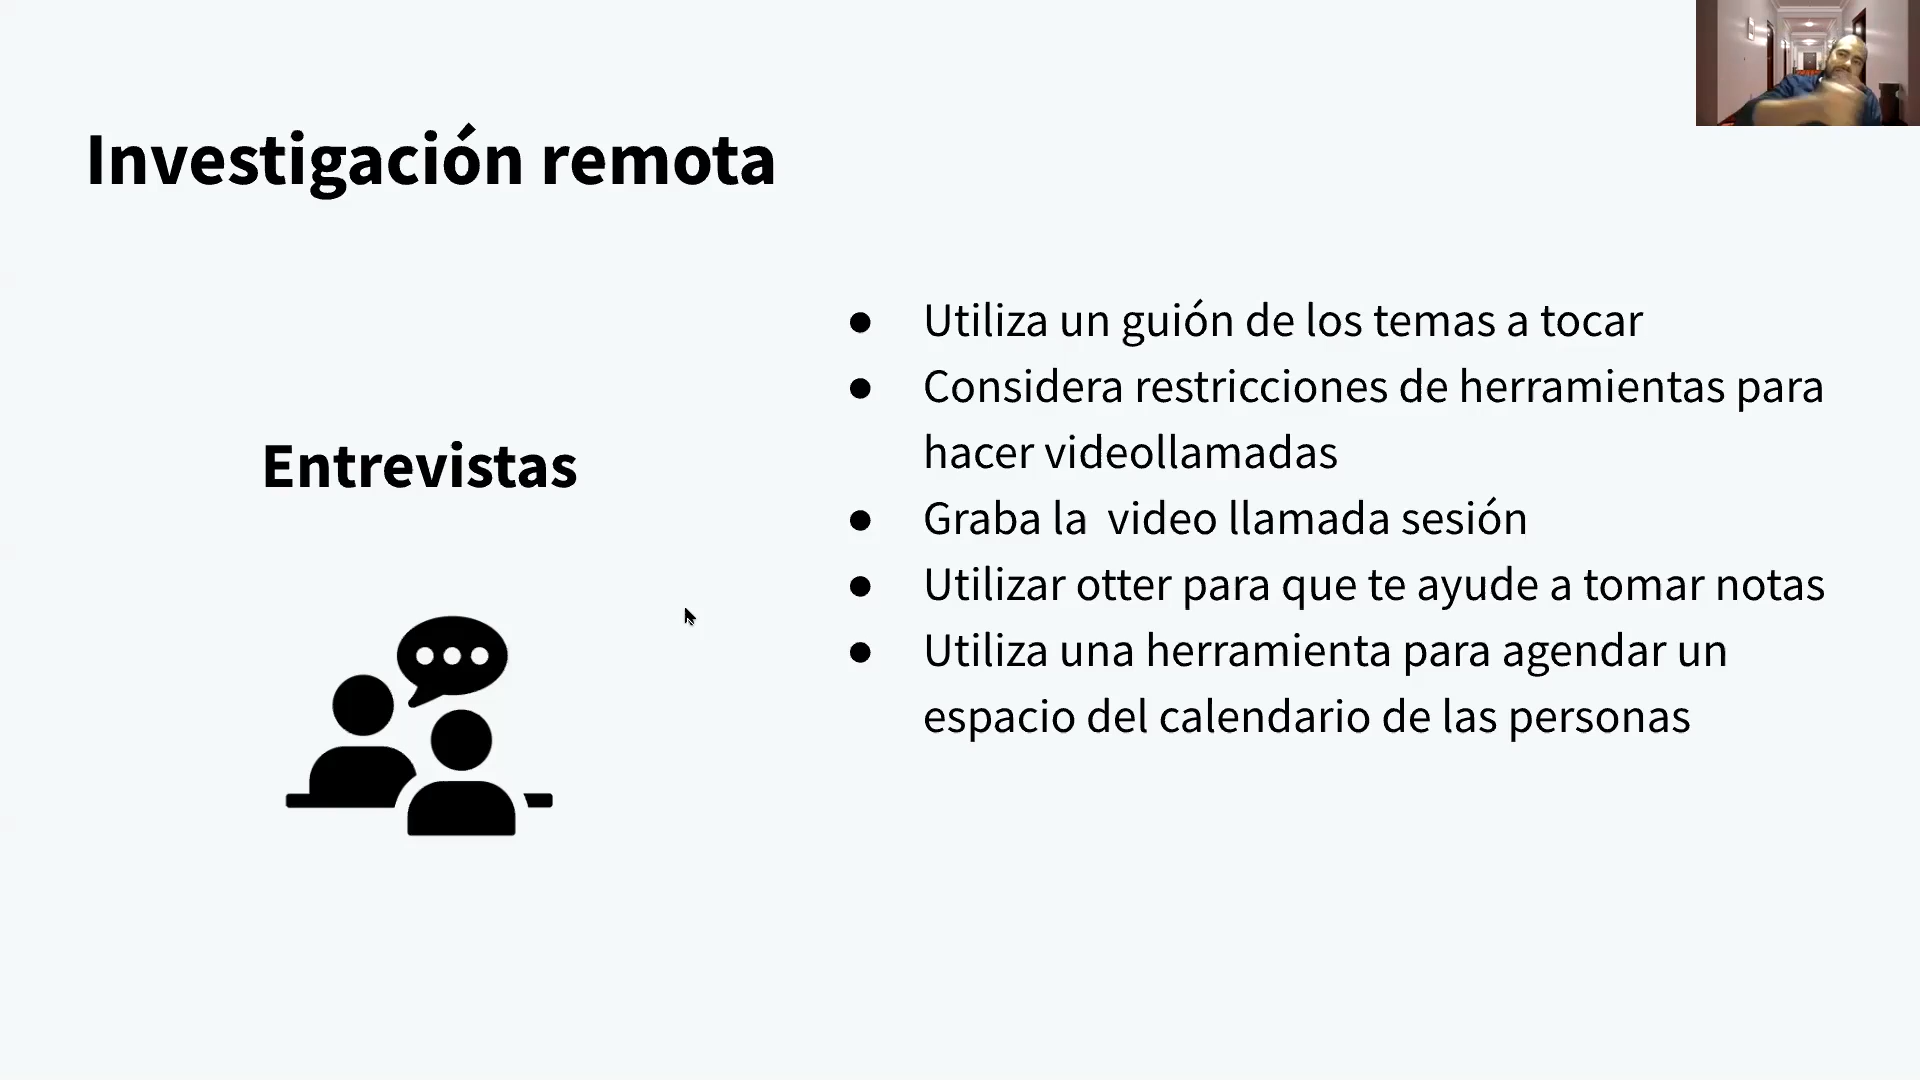 Investigación remota
Entrevistas
● Utiliza un guión de los temas a tocar
● Considera restricciones de herramientas para
hacer videollamadas
● Graba la  video llamada sesión
● Utilizar otter para que te ayude a tomar notas
● Utiliza una herramienta para agendar un
espacio del calendario de las personas